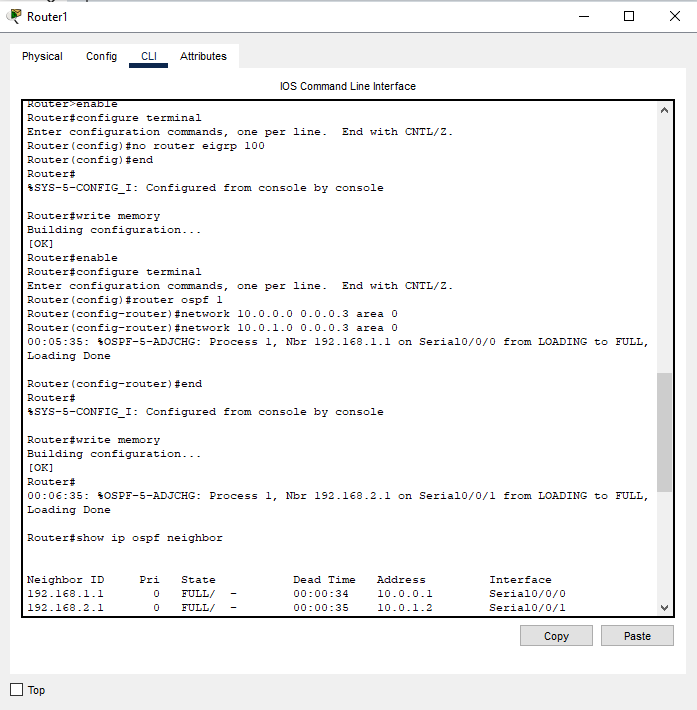 Router1
Physical Config CLI Attributes
IOS Command Line Interface
Router>enable
Router#configure terminal
Enter configuration commands, one per line.  End with CNTL/Z.
Router(config)#no router eigrp 100
Router(config)#end
Router#
%SYS-5-CONFIG_I: Configured from console by console

Router#write memory
Building configuration...
[OK]
Router#enable
Router#configure terminal
Enter configuration commands, one per line.  End with CNTL/Z.
Router(config)#router ospf 1
Router(config-router)#network 10.0.0.0 0.0.0.3 area 0
Router(config-router)#network 10.0.1.0 0.0.0.3 area 0
00:05:35: %OSPF-5-ADJCHG: Process 1, Nbr 192.168.1.1 on Serial0/0/0 from LOADING to FULL,
Loading Done

Router(config-router)#end
Router#
%SYS-5-CONFIG_I: Configured from console by console

Router#write memory
Building configuration...
[OK]
Router#
00:06:35: %OSPF-5-ADJCHG: Process 1, Nbr 192.168.2.1 on Serial0/0/1 from LOADING to FULL,
Loading Done

Router#show ip ospf neighbor


Neighbor ID     Pri   State           Dead Time   Address         Interface
192.168.1.1       0   FULL/  -        00:00:34    10.0.0.1        Serial0/0/0
192.168.2.1       0   FULL/  -        00:00:35    10.0.1.2        Serial0/0/1
Copy Paste
Top